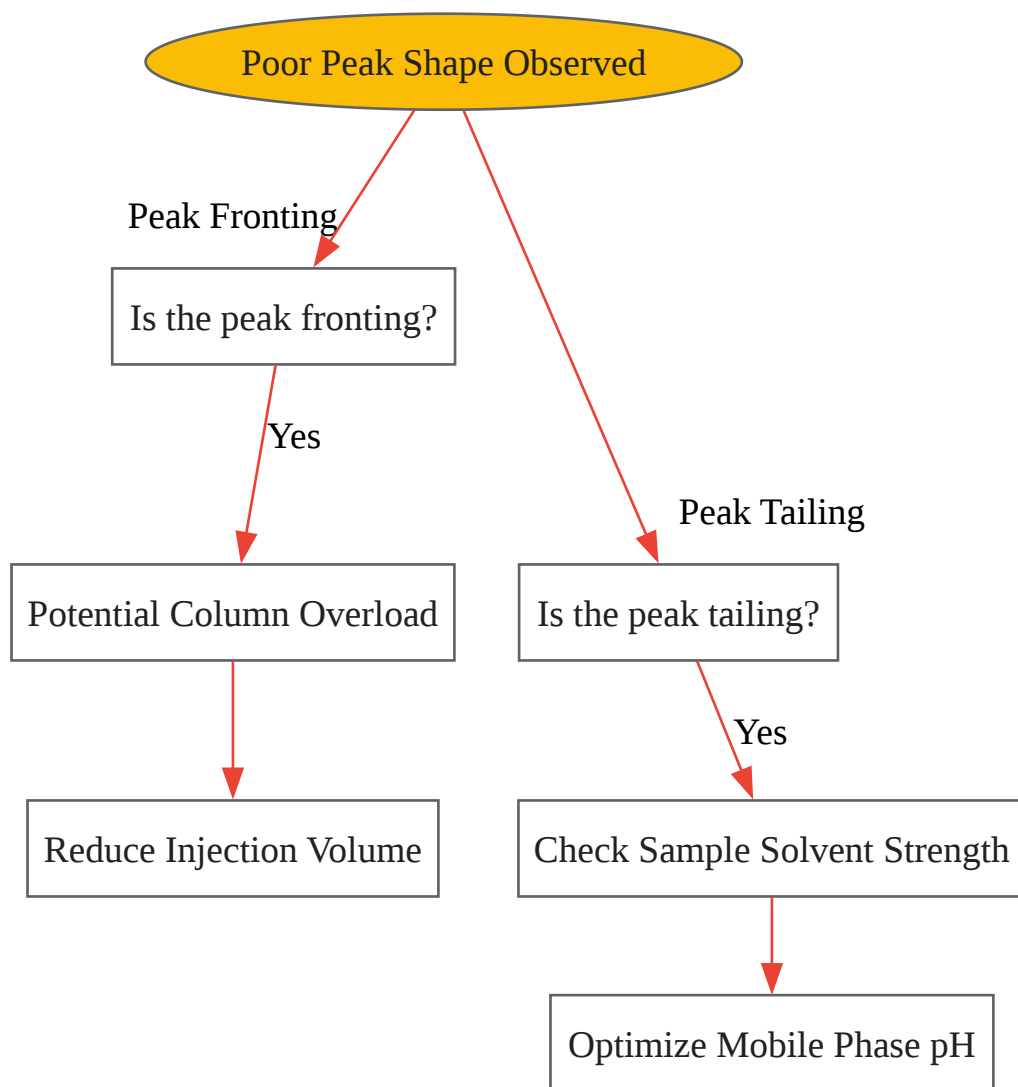 Poor Peak Shape Observed
Peak Fronting
Is the peak fronting?
Yes
Peak Tailing
Potential Column Overload
Is the peak tailing?
Yes
Reduce Injection Volume
Check Sample Solvent Strength
Optimize Mobile Phase pH